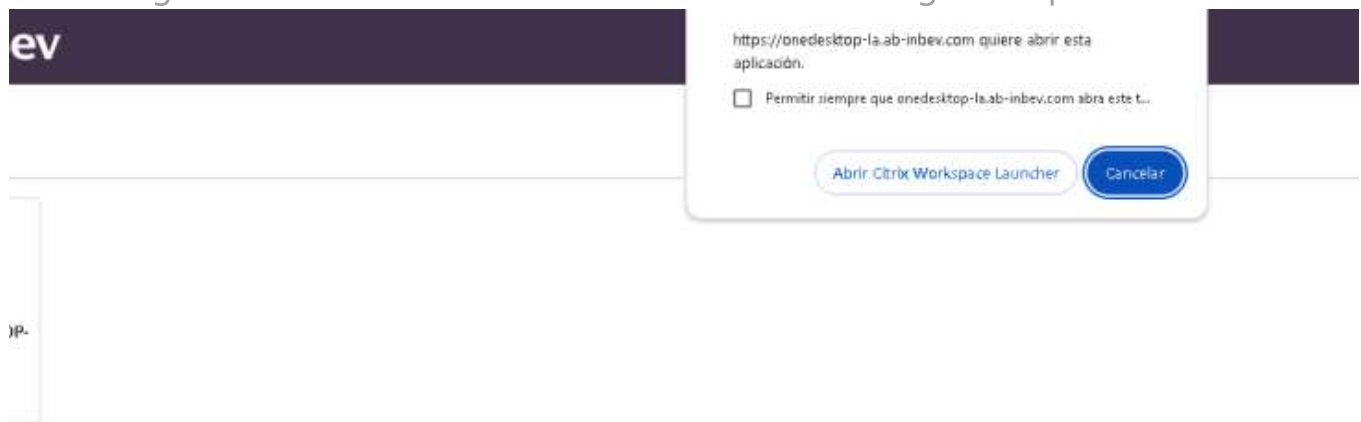 ev
https://onedesktop-la.ab-inbev.com quiere abrir esta
aplicación.
Permitir siempre que onedesktop-la.ab-inbev.com abra este t...
Abrir Citrix Workspace Launcher
Cancelar
OP-